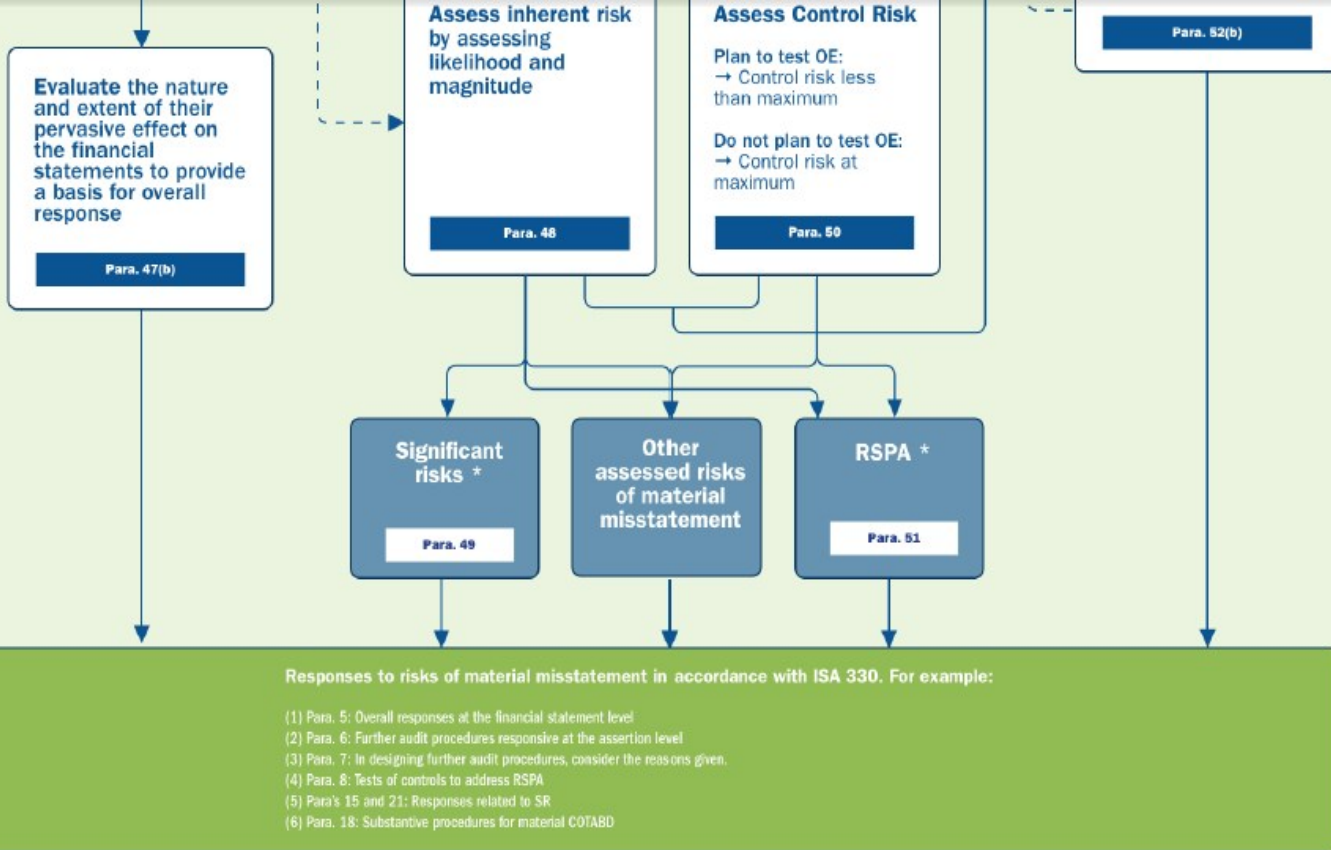 Evaluate the nature
and extent of their
pervasive effect on
the financial
statements to provide
a basis for overall
response
Para. 47(b)
Assess inherent risk
by assessing
likelihood and
magnitude
Para. 48
Assess Control Risk
Plan to test OE:
→ Control risk less
than maximum
Do not plan to test OE:
→ Control risk at
maximum
Para. 50
Para. 52(b)
Significant
risks *
Para. 49
Other
assessed risks
of material
misstatement
RSPA *
Para. 51
Responses to risks of material misstatement in accordance with ISA 330. For example:
(1) Para. 5: Overall responses at the financial statement level
(2) Para. 6: Further audit procedures responsive at the assertion level
(3) Para. 7: In designing further audit procedures, consider the reasons given.
(4) Para. 8: Tests of controls to address RSPA
(5) Para's 15 and 21: Responses related to SR
(6) Para. 18: Substantive procedures for material COTABD